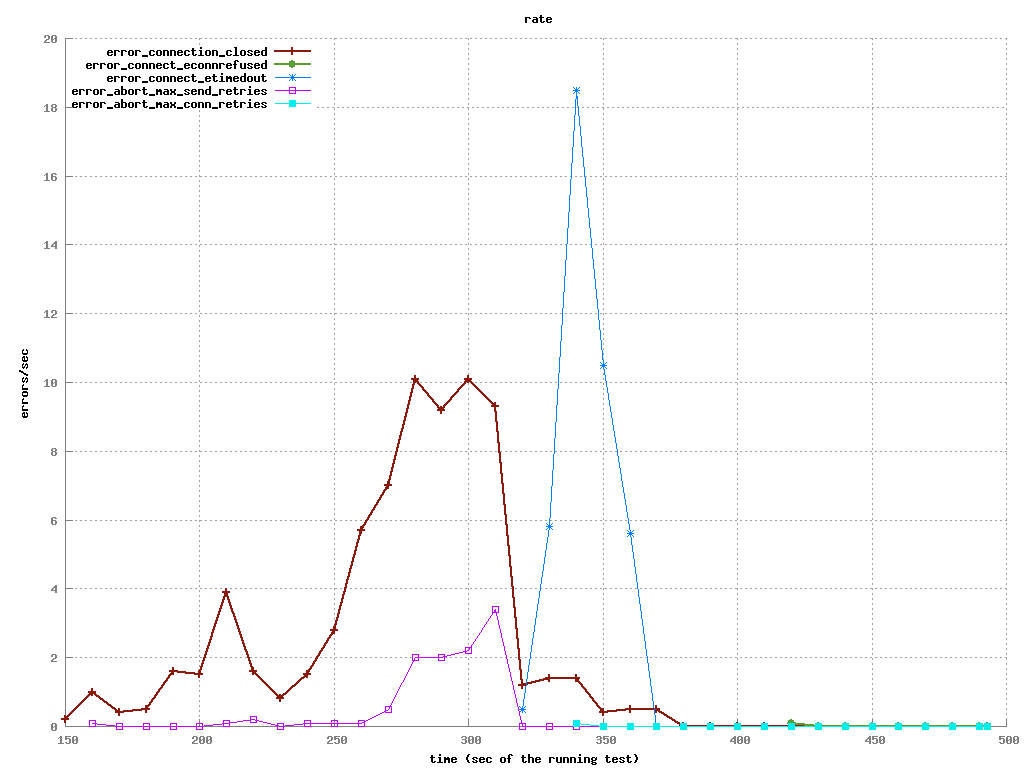 rate
20
error_connection_closed
error_connect_econnrefused
error_connect_etimedout
error_abort_max_send_retries
error_abort_max_conn_retries
18
16
14
12
10
8
6
4
2
0
errors/sec
150 200 250 300 350 400 450 500
time (sec of the running test)